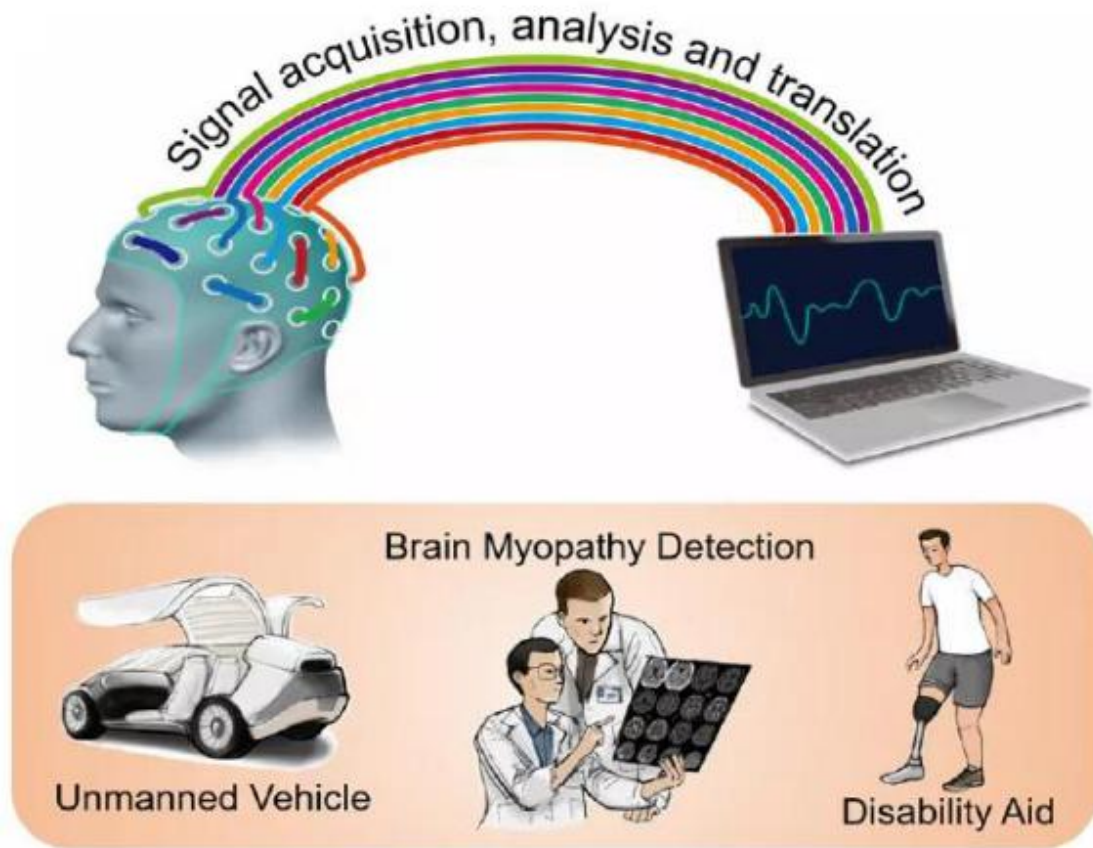 Signal acquisition, analysis and translation
Brain Myopathy Detection
Unmanned Vehicle
Disability Aid